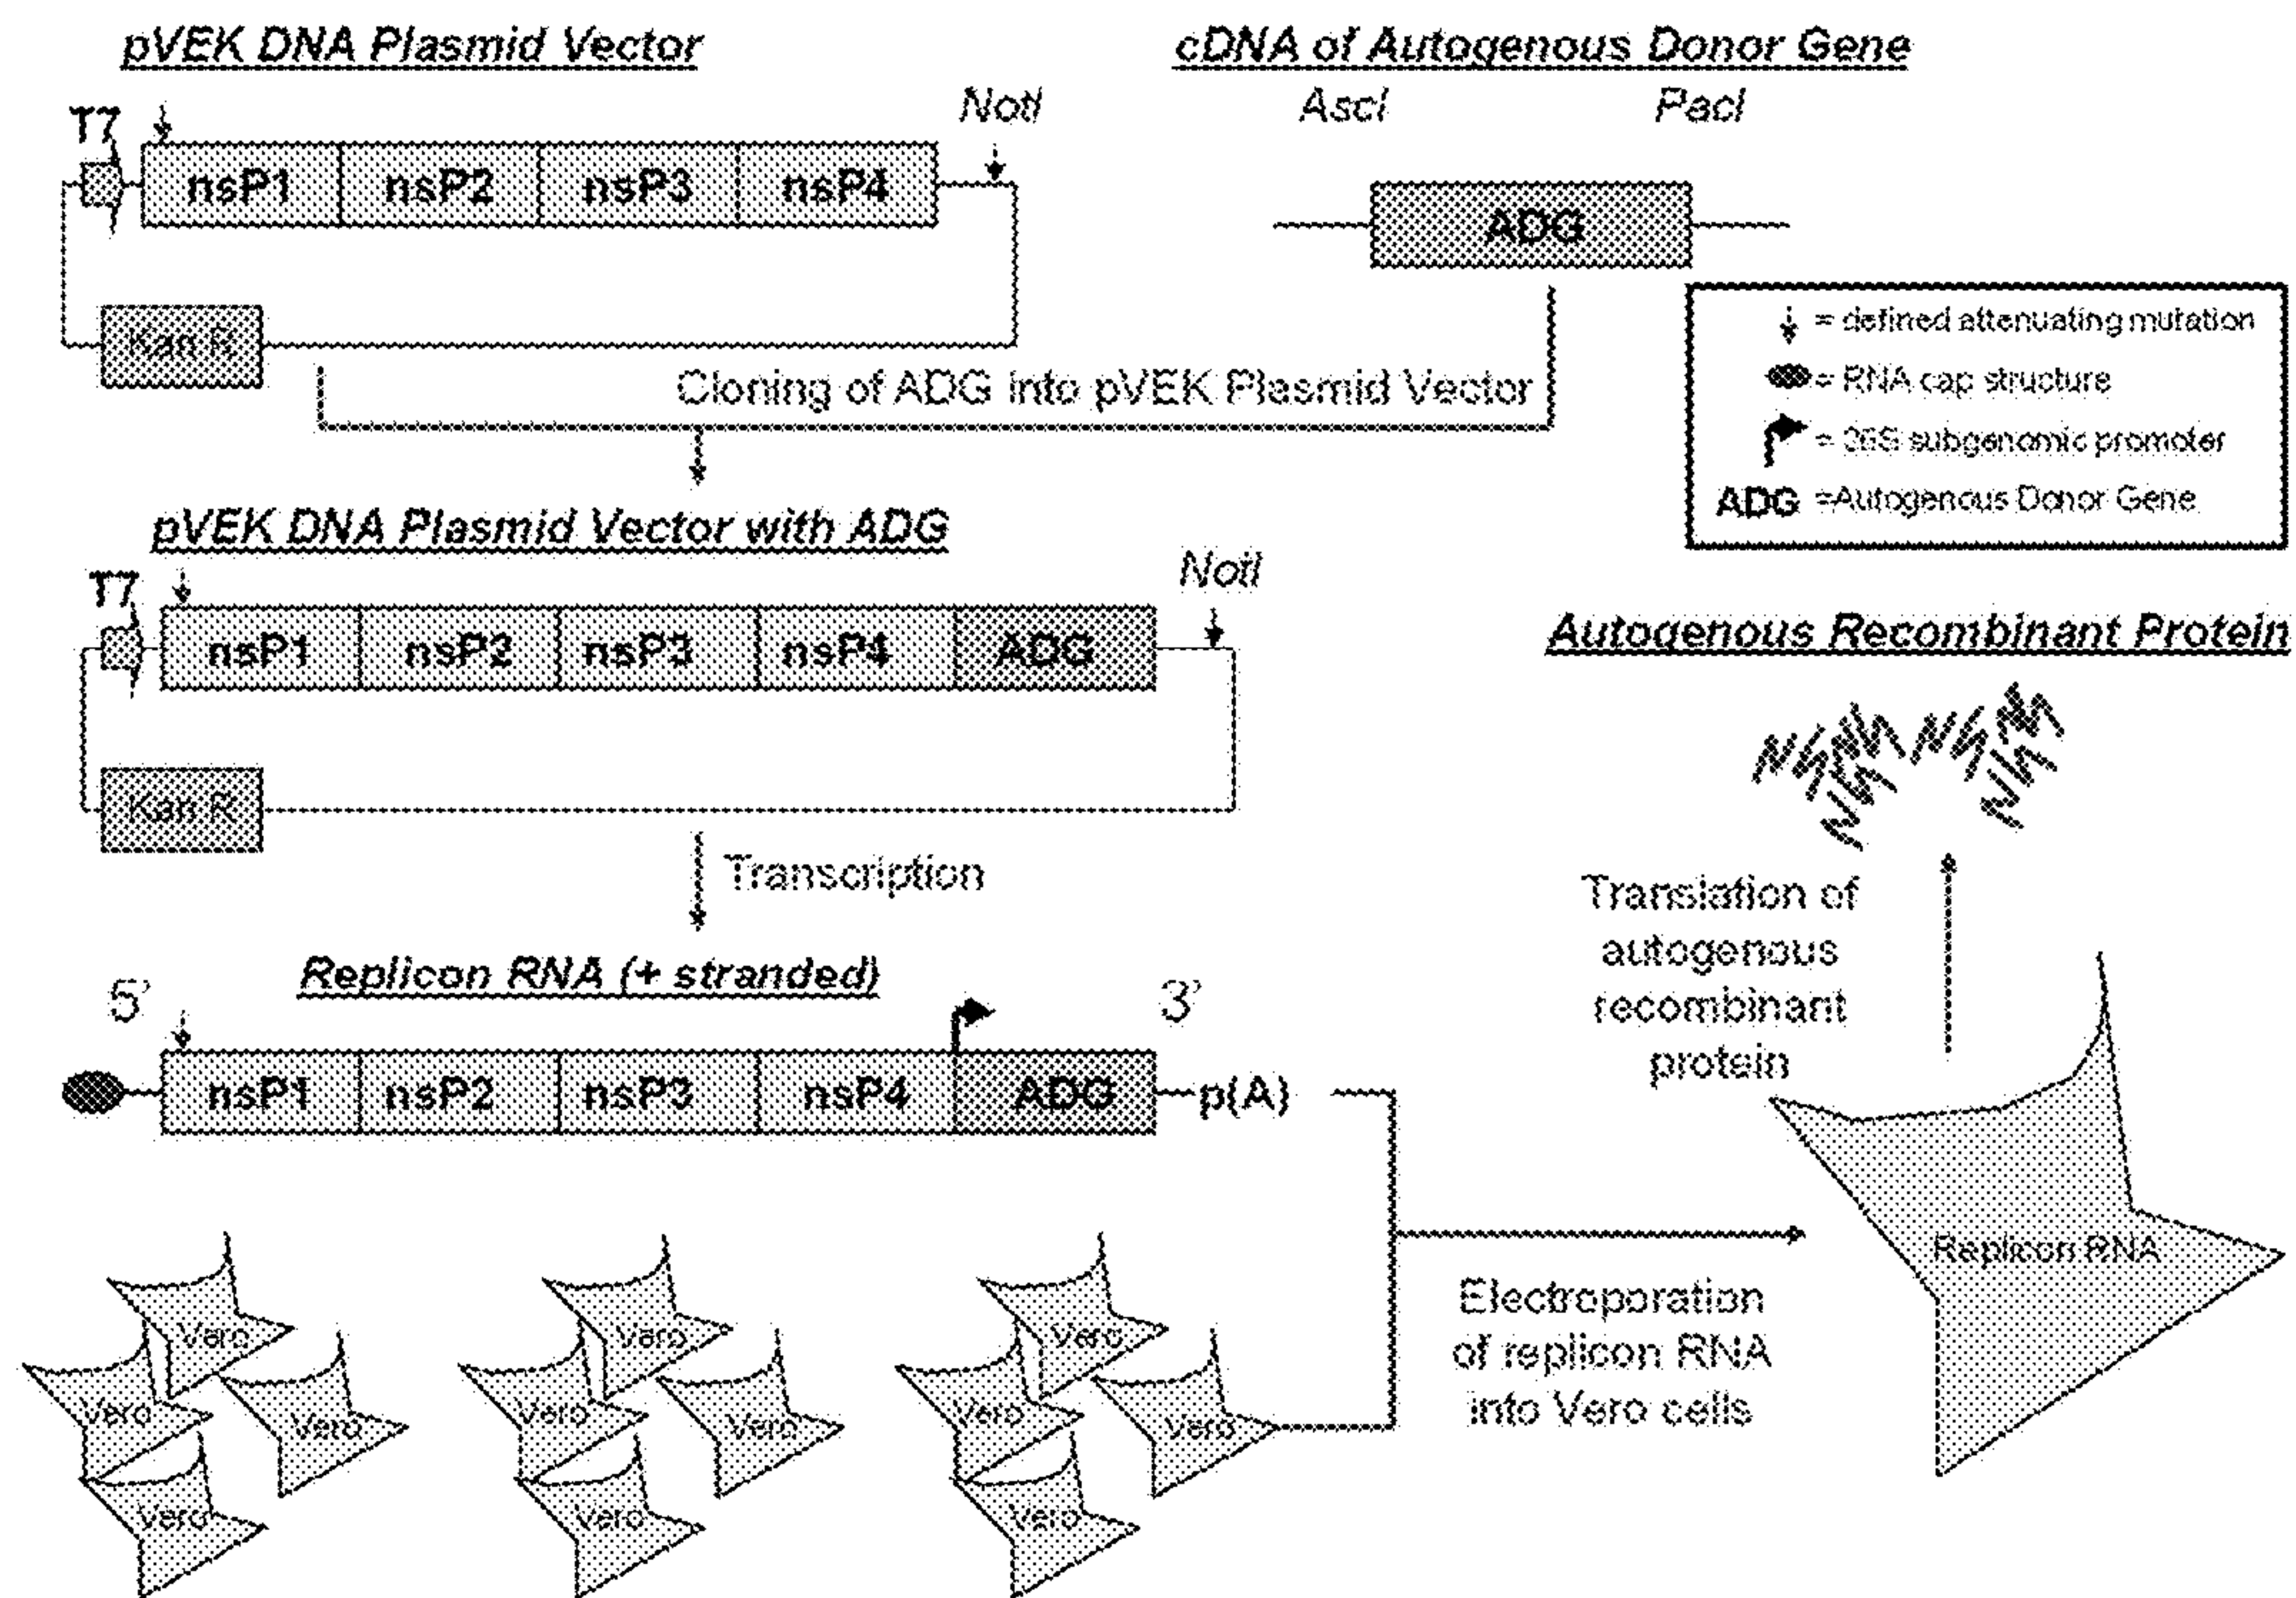 pVEK DNA Plasmid Vector
cDNA of Autogenous Donor Gene
T7
NotI
AscI
PacI
nsP1 nsP2 nsP3 nsP4
ADG
Kan R
= defined attenuating mutation
= RNA cap structure
= 26S subgenomic promoter
ADG =Autogenous Donor Gene
Cloning of ADG into pVEK Plasmid Vector
pVEK DNA Plasmid Vector with ADG
T7
NotI
nsP1 nsP2 nsP3 nsP4 ADG
Kan R
Autogenous Recombinant Protein
Transcription
Translation of
autogenous
recombinant
protein
Replicon RNA (+ stranded)
5’
3’
nsP1 nsP2 nsP3 nsP4 ADG p(A)
Replicon RNA
Electroporation
of replicon RNA
into Vero cells
Vero Vero Vero
Vero Vero Vero Vero Vero Vero
Vero Vero Vero